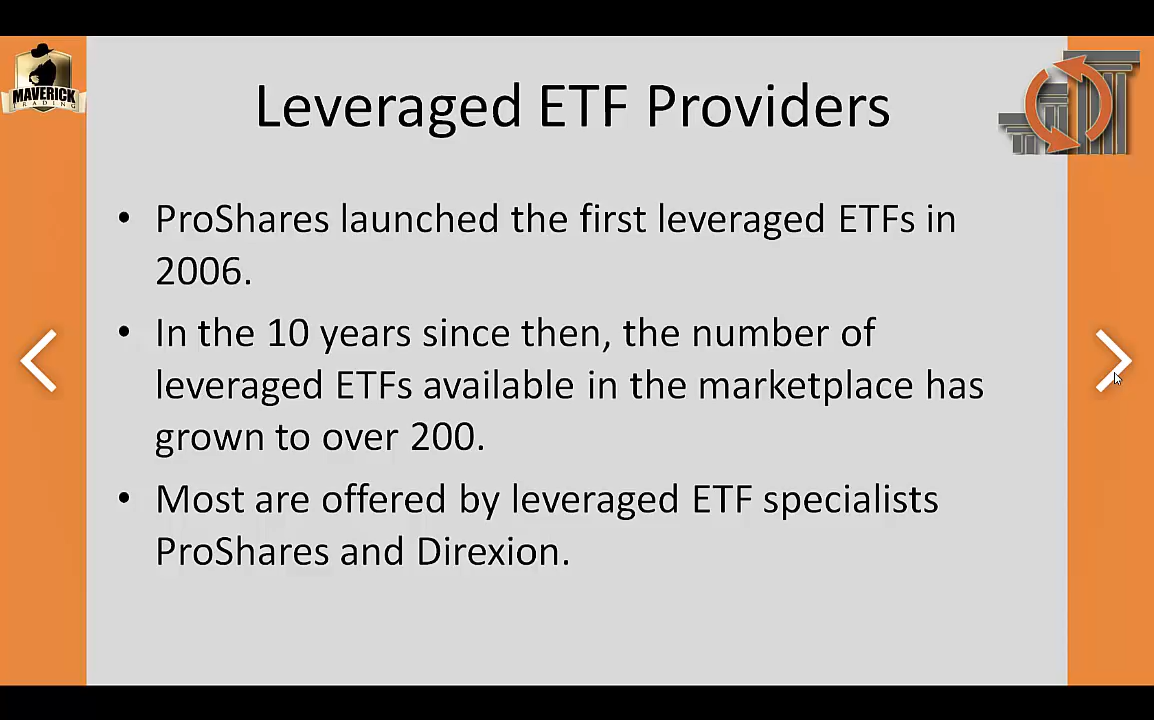 MAVERICK
TRADING
Leveraged ETF Providers
• ProShares launched the first leveraged ETFs in
2006.
• In the 10 years since then, the number of
leveraged ETFs available in the marketplace has
grown to over 200.
• Most are offered by leveraged ETF specialists
ProShares and Direxion.